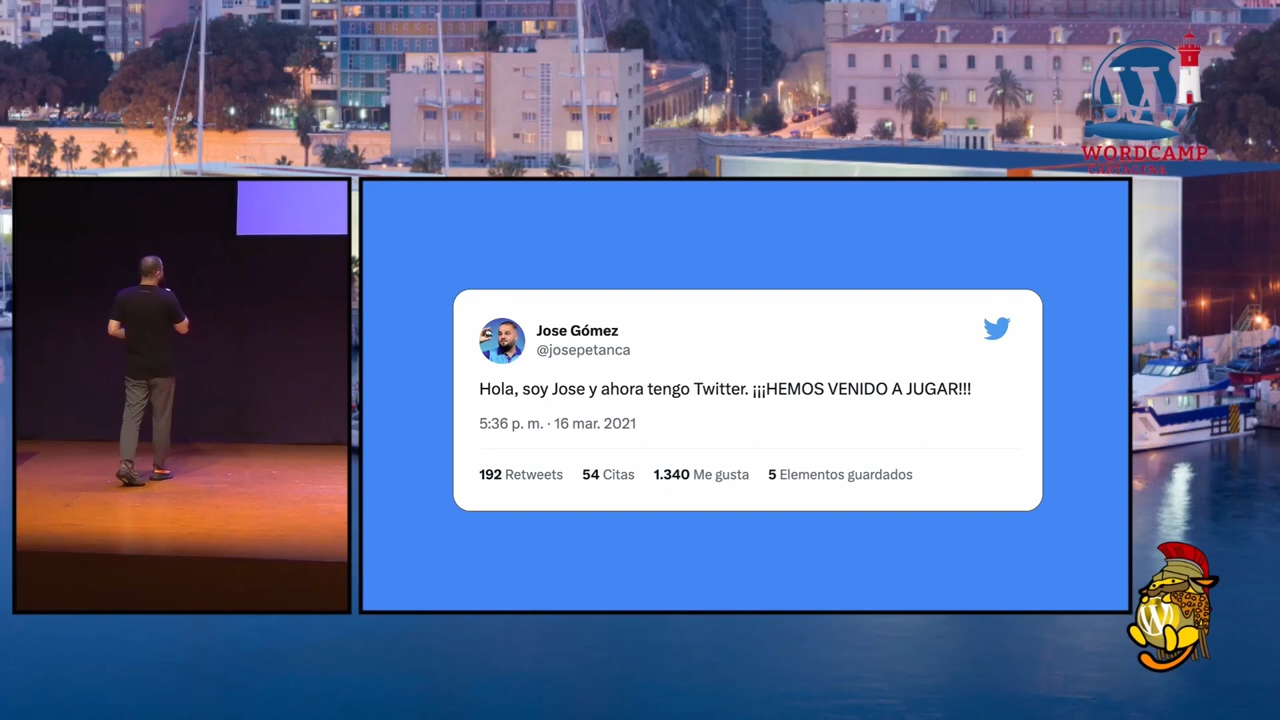 WORDCAMP
CARTAGENA
Jose Gómez
@josepetanca
Hola, soy Jose y ahora tengo Twitter. ¡¡¡HEMOS VENIDO A JUGAR!!!
5:36 p. m. · 16 mar. 2021
192 Retweets 54 Citas 1.340 Me gusta 5 Elementos guardados